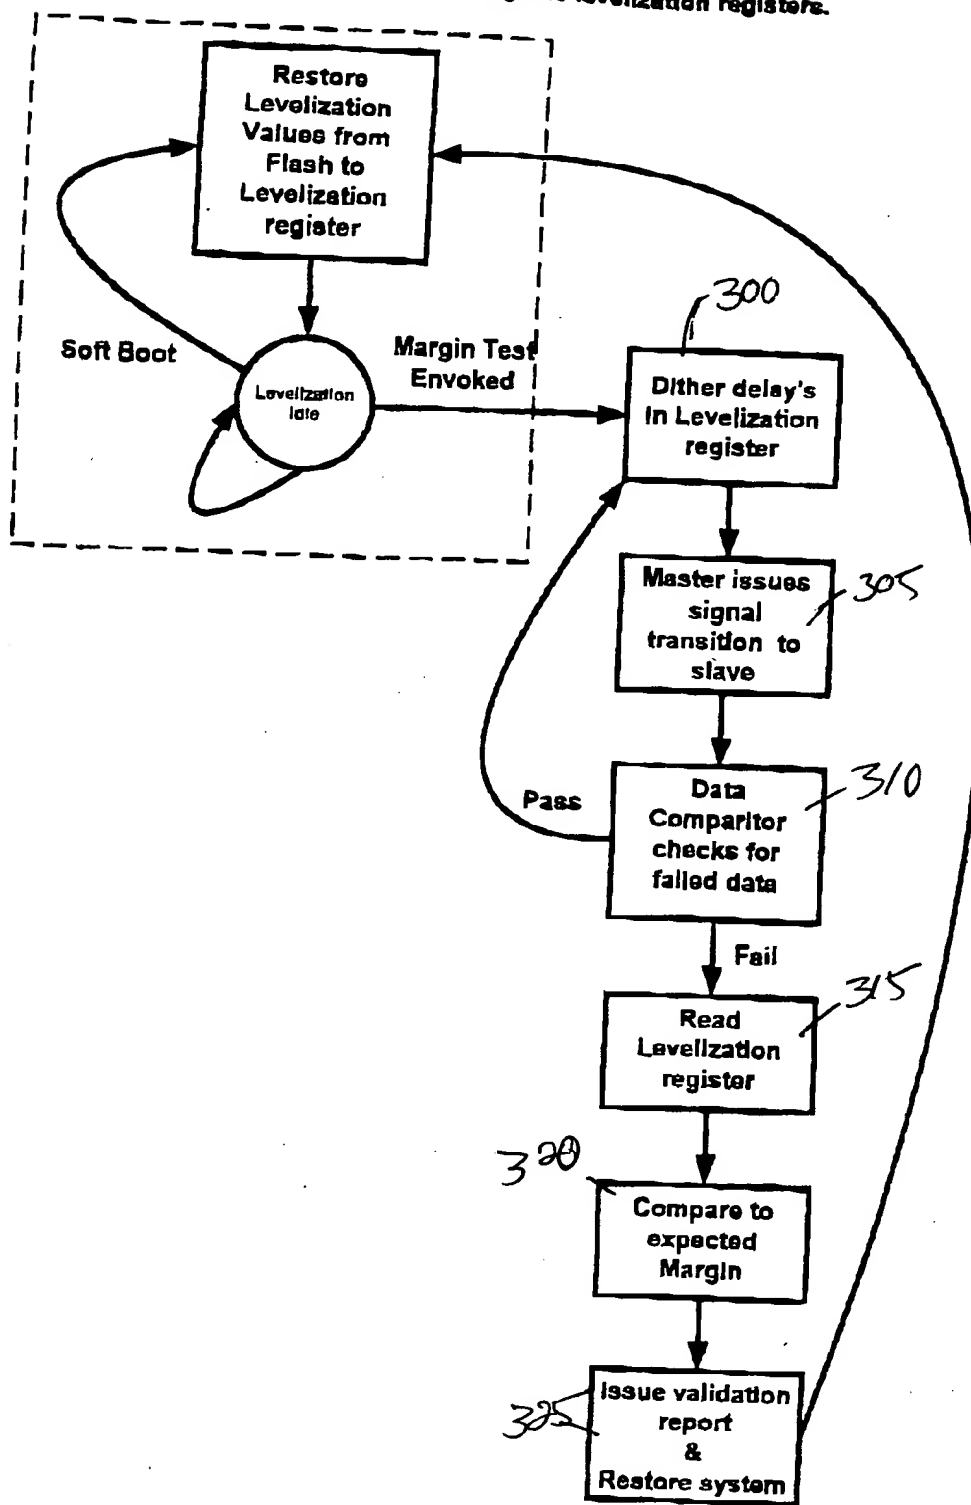 levelization registers.
Restore
Levelization
Values from
Flash to
Levelization
register
Soft Boot
Levelization
Idle
Margin Test
Envoked
300
Dither delay's
in Levelization
register
Master issues
signal
transition to
slave
305
Data
Comparitor
checks for
failed data
310
Pass
Fail
Read
Levelization
register
315
320
Compare to
expected
Margin
325
Issue validation
report
&
Restore system